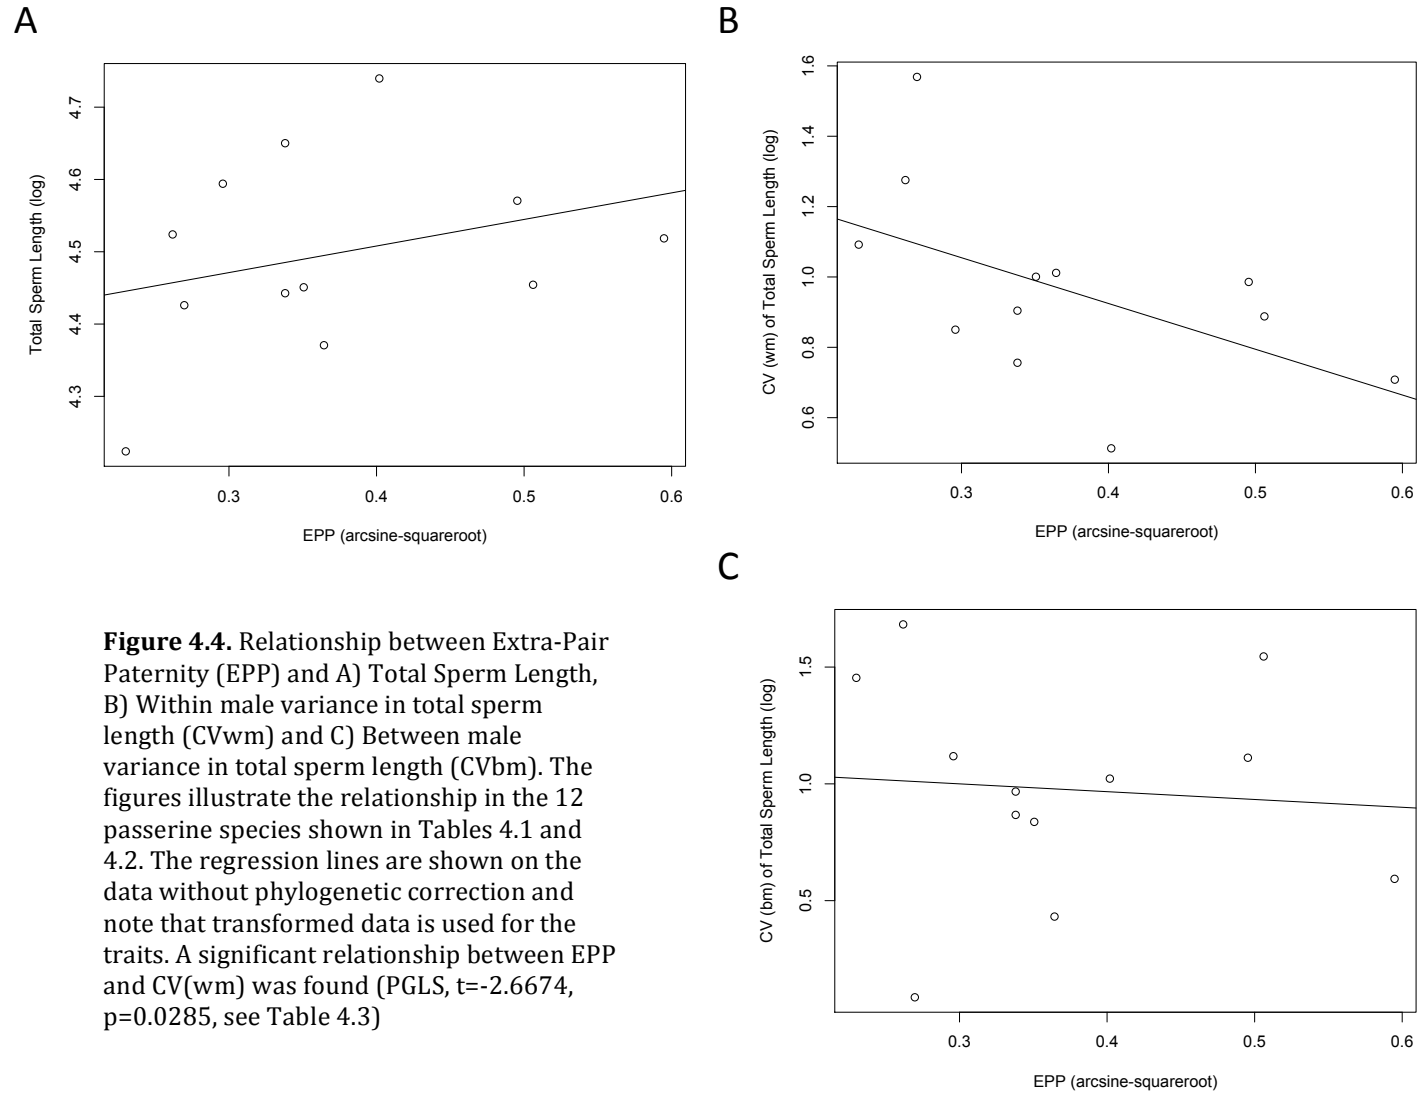 A
4.7
4.6
4.5
4.4
4.3
Total Sperm Length (log)
0.3 0.4 0.5 0.6
EPP (arcsine-squareroot)
B
1.6
1.4
1.2
1.0
0.8
0.6
CV (wm) of Total Sperm Length (log)
0.3 0.4 0.5 0.6
EPP (arcsine-squareroot)
C
1.5
1.0
0.5
CV (bm) of Total Sperm Length (log)
0.3 0.4 0.5 0.6
EPP (arcsine-squareroot)
Figure 4.4. Relationship between Extra-Pair
Paternity (EPP) and A) Total Sperm Length,
B) Within male variance in total sperm
length (CVwm) and C) Between male
variance in total sperm length (CVbm). The
figures illustrate the relationship in the 12
passerine species shown in Tables 4.1 and
4.2. The regression lines are shown on the
data without phylogenetic correction and
note that transformed data is used for the
traits. A significant relationship between EPP
and CV(wm) was found (PGLS, t=-2.6674,
p=0.0285, see Table 4.3)